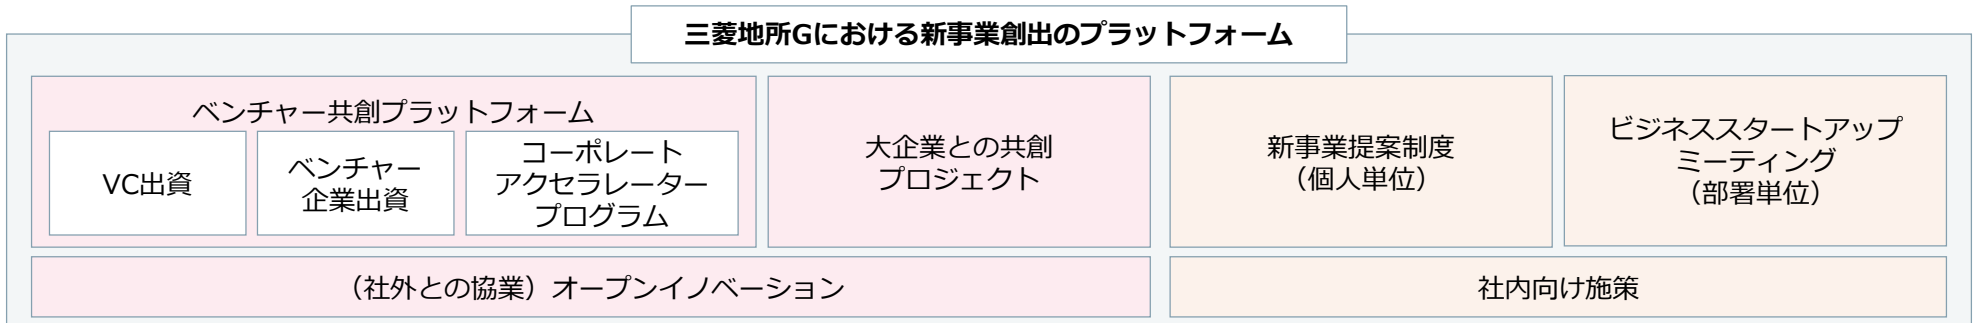 三菱地所Gにおける新事業創出のプラットフォーム
ベンチャー共創プラットフォーム
VC出資
ベンチャー
企業出資
コーポレート
アクセラレーター
プログラム
大企業との共創
プロジェクト
新事業提案制度
（個人単位）
ビジネススタートアップ
ミーティング
（部署単位）
（社外との協業）オープンイノベーション
社内向け施策